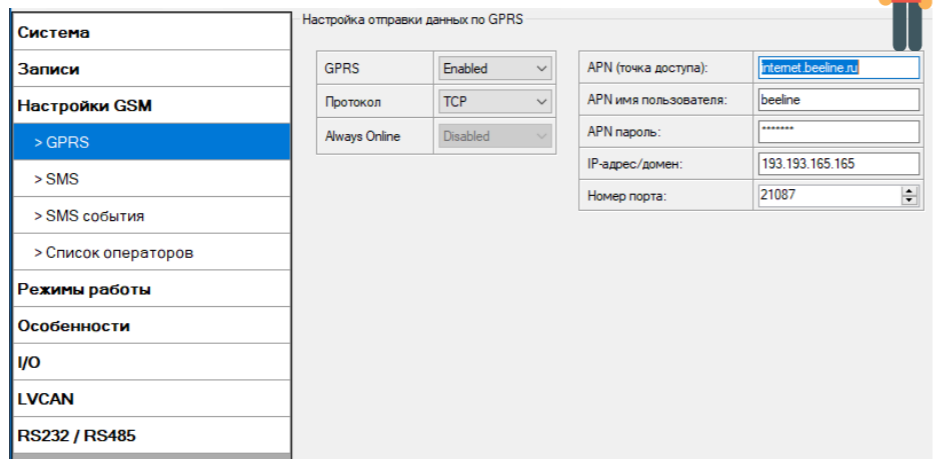 Система
Записи
Настройки GSM
> GPRS
> SMS
> SMS события
> Список операторов
Режимы работы
Особенности
I/O
LVCAN
RS232 / RS485
Настройка отправки данных по GPRS
GPRS Enabled
Протокол TCP
Always Online Disabled
APN (точка доступа): internet.beeline.ru
APN имя пользователя: beeline
APN пароль: *******
IP-адрес/домен: 193.193.165.165
Номер порта: 21087